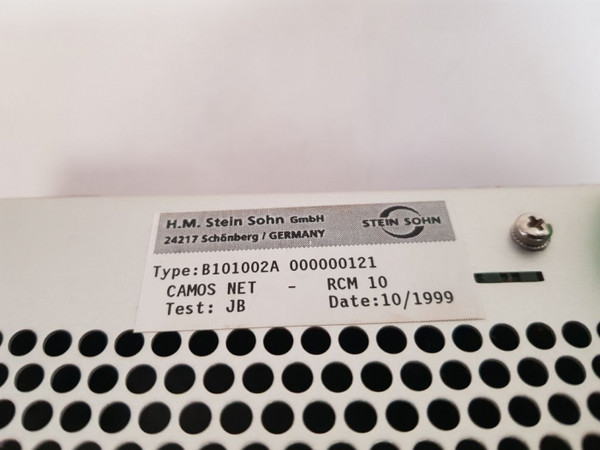 H.M. Stein Sohn GmbH
24217 Schönberg / GERMANY
STEIN SOHN
Type:B101002A 000000121
CAMOS NET - RCM 10
Test: JB Date:10/1999